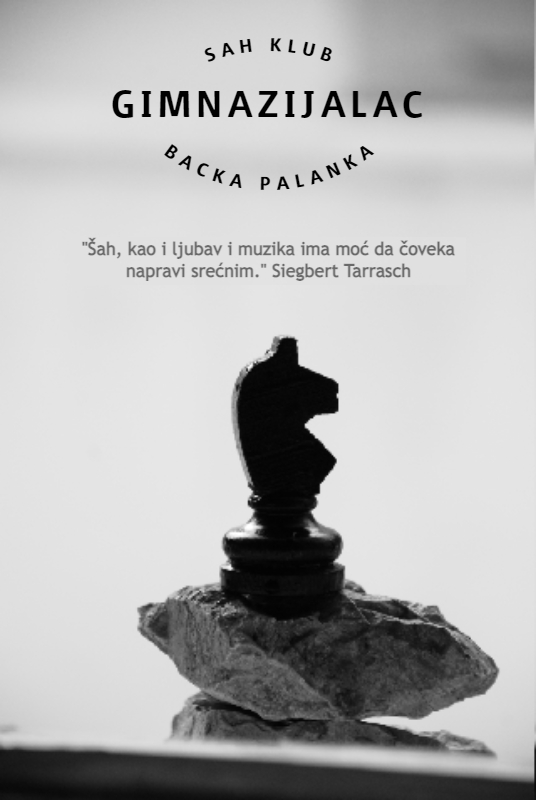 SAH KLUB
GIMNAZIJALAC
BACKA PALANKA
"Šah, kao i ljubav i muzika ima moć da čoveka
napravi srećnim." Siegbert Tarrasch